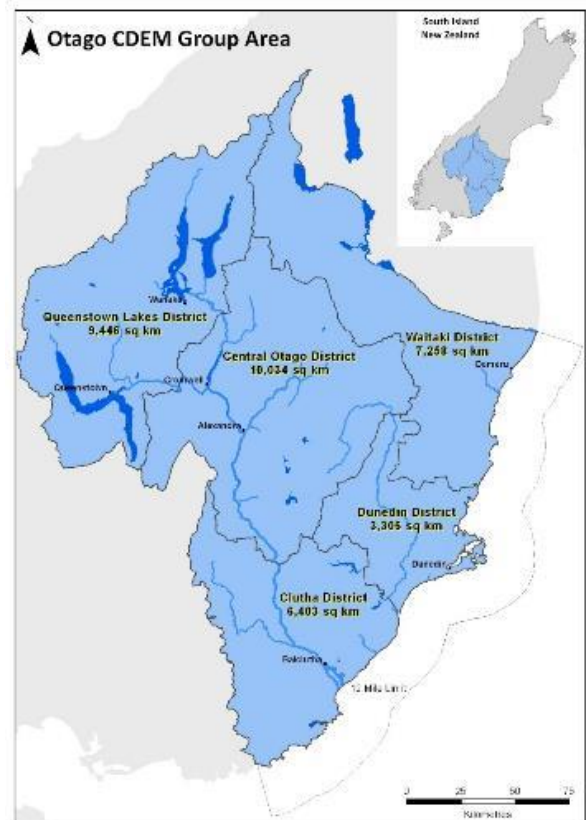 Otago CDEM Group Area
South Island
New Zealand
Wanaka
Queenstown Lakes District
9,446 sq km
Waitaki District
7,258 sq km
Oamaru
Central Otago District
10,034 sq km
Cromwell
Queenstown
Alexandra
Dunedin District
3,306 sq km
Dunedin
Clutha District
6,403 sq km
Balclutha
12 Mile Limit
0 25 50 75
Kilometres